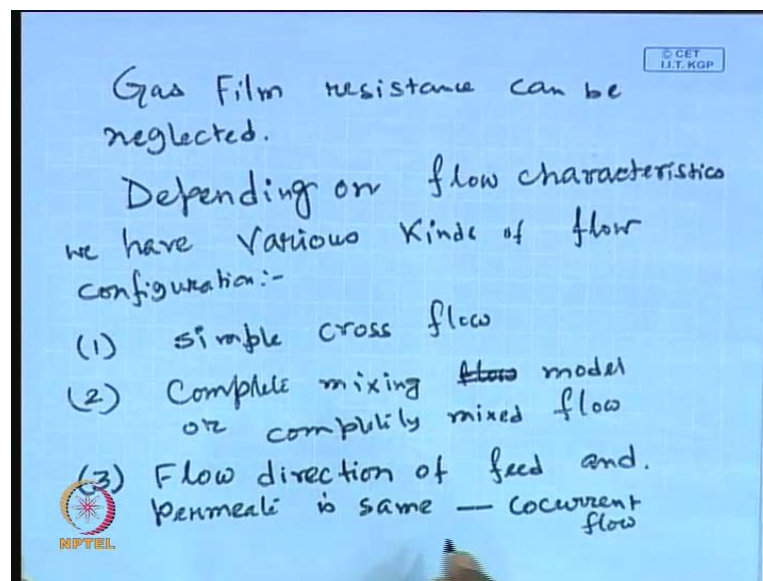 © CET
I.I.T. KGP
Gas Film resistance can be
neglected.
Depending on flow characteristics
we have various kinds of flow
configuration:-
(1) simple cross flow
(2) Complete mixing flow model
or completely mixed flow
(3) Flow direction of feed and.
permeate is same — cocurrent
flow
NPTEL